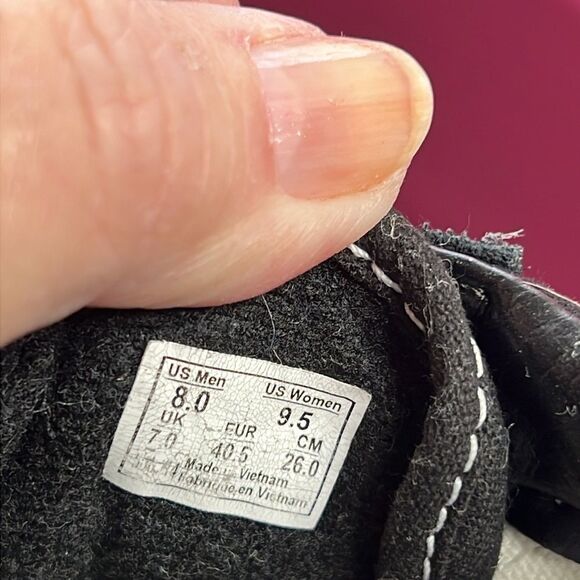 US Men US Women
8.0 9.5
UK EUR CM
7.0 40.5 26.0
Made in Vietnam
Fabrique en Vietnam